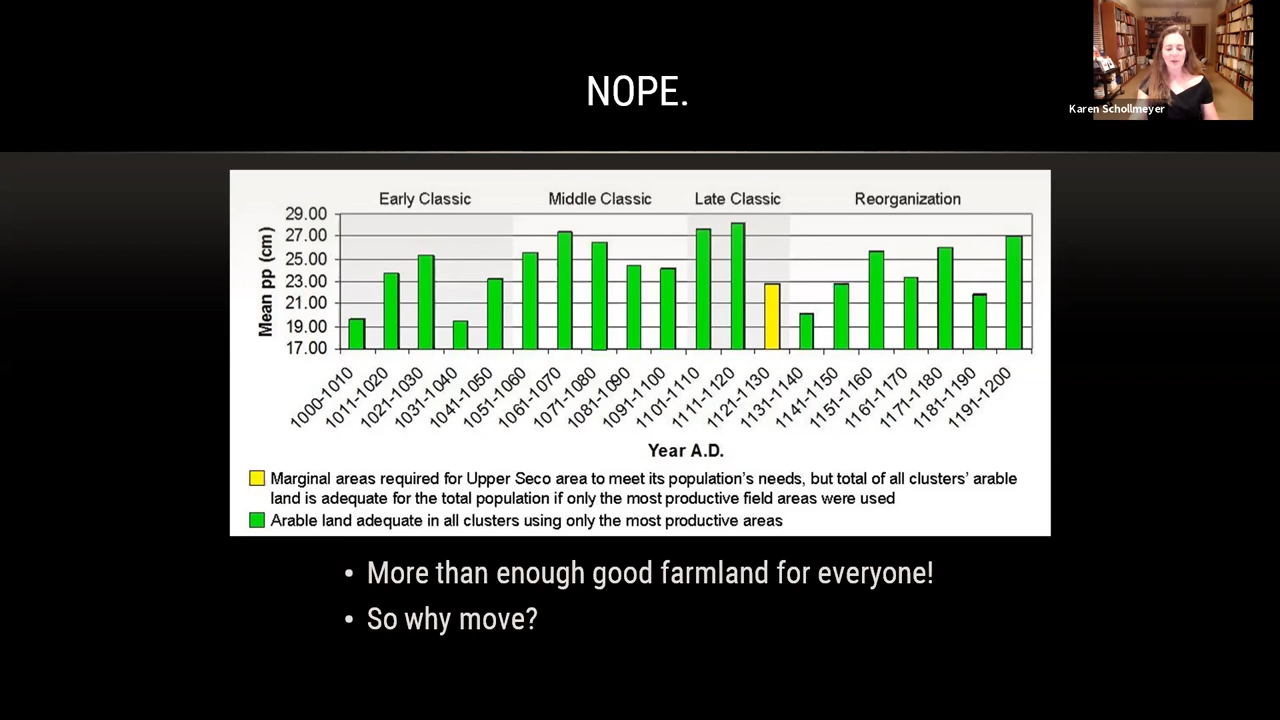 NOPE.
Karen Schollmeyer
Early Classic
Middle Classic
Late Classic
Reorganization
Mean pp (cm)
29.00
27.00
25.00
23.00
21.00
19.00
17.00
1000-1010
1011-1020
1021-1030
1031-1040
1041-1050
1051-1060
1061-1070
1071-1080
1081-1090
1091-1100
1101-1110
1111-1120
1121-1130
1131-1140
1141-1150
1151-1160
1161-1170
1171-1180
1181-1190
1191-1200
Year A.D.
Marginal areas required for Upper Seco area to meet its population's needs, but total of all clusters' arable
land is adequate for the total population if only the most productive field areas were used
Arable land adequate in all clusters using only the most productive areas
• More than enough good farmland for everyone!
• So why move?